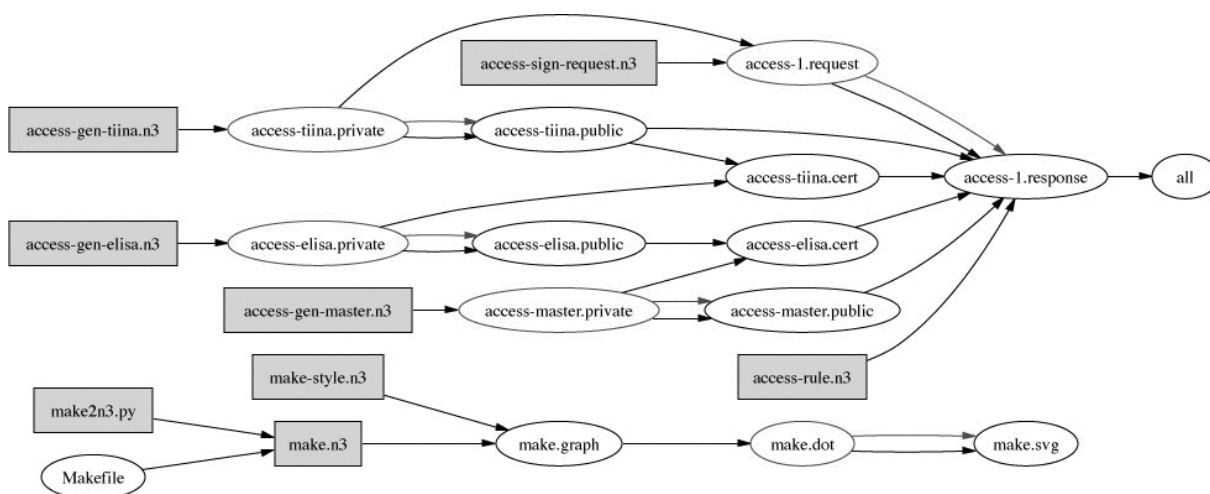 access-sign-request.n3
access-1.request
access-gen-tiina.n3
access-tiina.private
access-tiina.public
access-tiina.cert
access-1.response
all
access-gen-elisa.n3
access-elisa.private
access-elisa.public
access-elisa.cert
access-gen-master.n3
access-master.private
access-master.public
make-style.n3
access-rule.n3
make2n3.py
make.n3
make.graph
make.dot
make.svg
Makefile